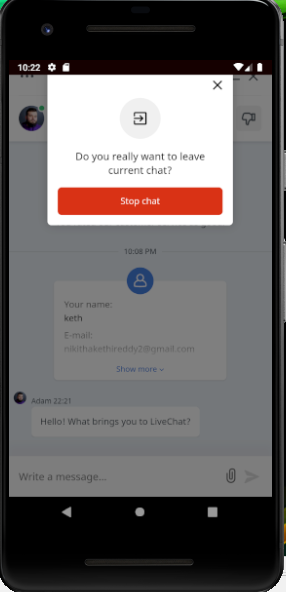 10:22
Do you really want to leave
current chat?
Stop chat
10:08 PM
Your name:
keth
E-mail:
nikithakethireddy2@gmail.com
Show more
Adam 22:21
Hello! What brings you to LiveChat?
Write a message...